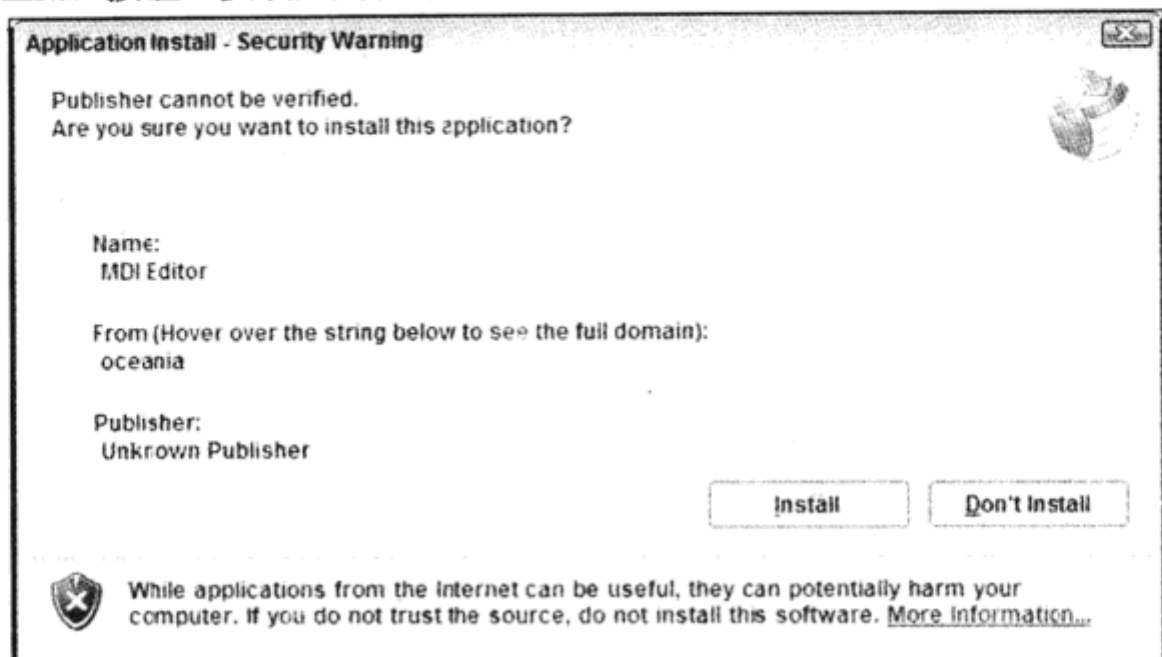 Application Install - Security Warning
Publisher cannot be verified.
Are you sure you want to install this application?
Name:
MDI Editor
From (Hover over the string below to see the full domain):
oceania
Publisher:
Unknown Publisher
Install
Don't Install
While applications from the Internet can be useful, they can potentially harm your
computer. If you do not trust the source, do not install this software. More Information...